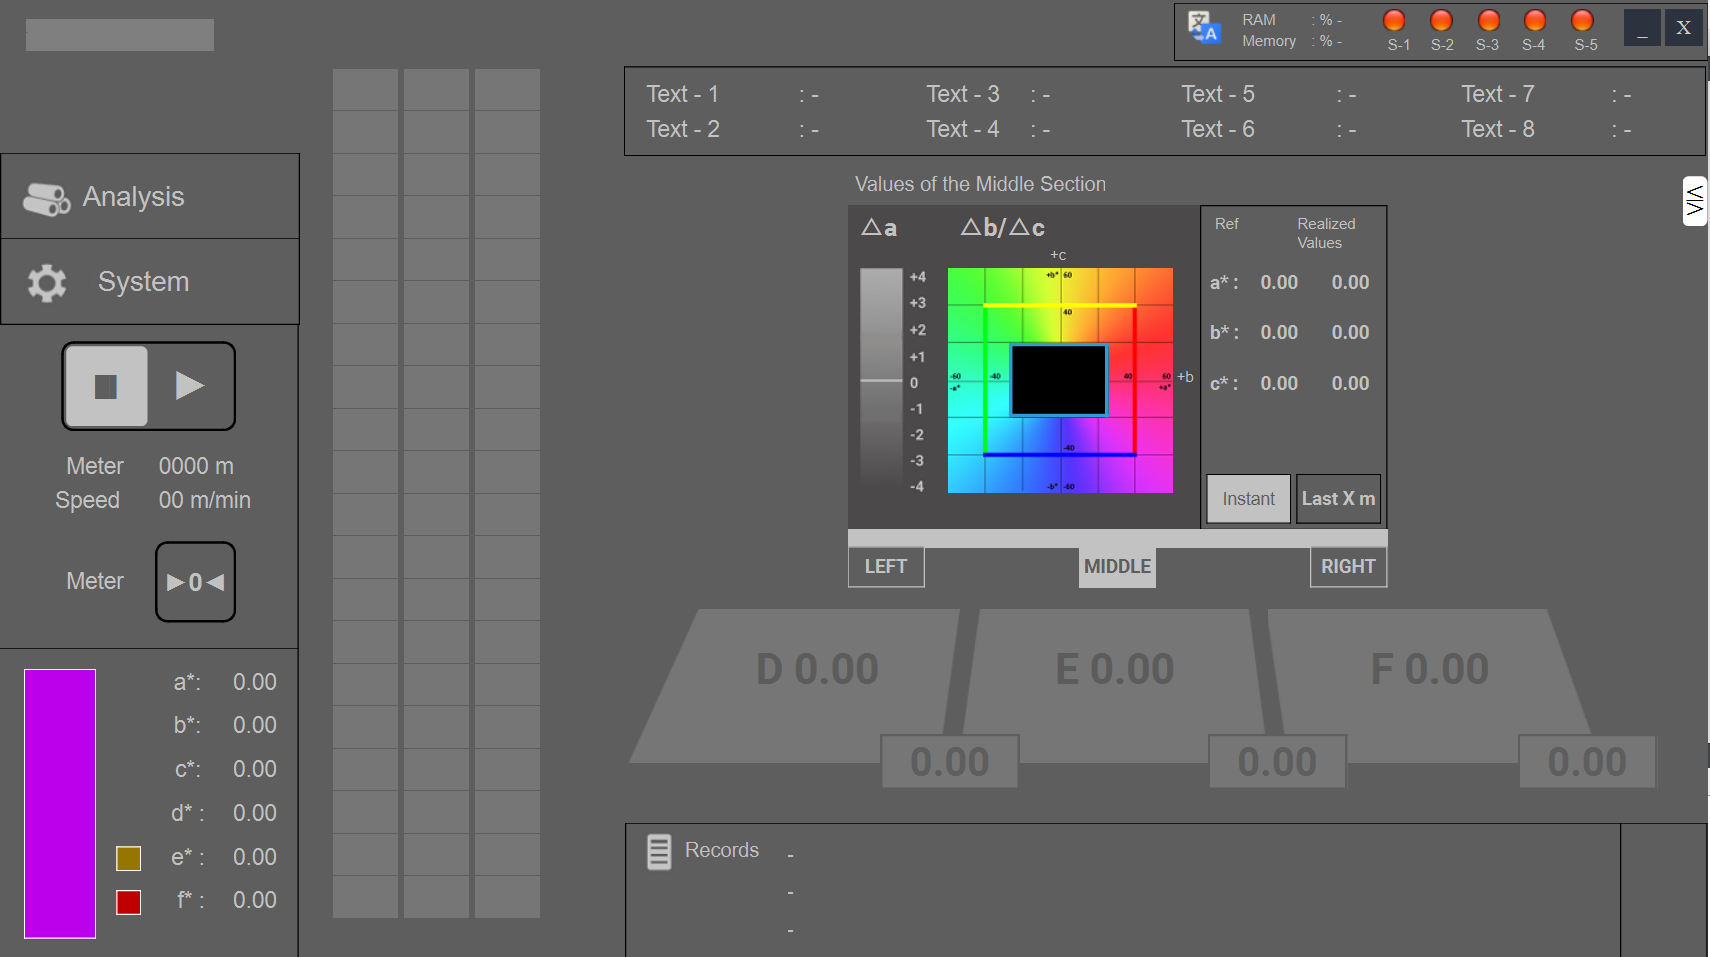 RAM : % -
Memory : % -
S-1 S-2 S-3 S-4 S-5
_ X
Text - 1 : - Text - 3 : - Text - 5 : - Text - 7 : -
Text - 2 : - Text - 4 : - Text - 6 : - Text - 8 : -
Analysis
System
Meter 0000 m
Speed 00 m/min
Meter ►0◄
a*: 0.00
b*: 0.00
c*: 0.00
d* : 0.00
e* : 0.00
f* : 0.00
Values of the Middle Section
△a △b/△c
+c
+4
+3
+2
+1
0
-1
-2
-3
-4
+b* 60
40
-60 -40 40 60
-a* +a*
-40
-b* -60
+b
Ref Realized
Values
a* : 0.00 0.00
b* : 0.00 0.00
c* : 0.00 0.00
Instant Last X m
LEFT MIDDLE RIGHT
D 0.00 E 0.00 F 0.00
0.00 0.00 0.00
Records -
-
-